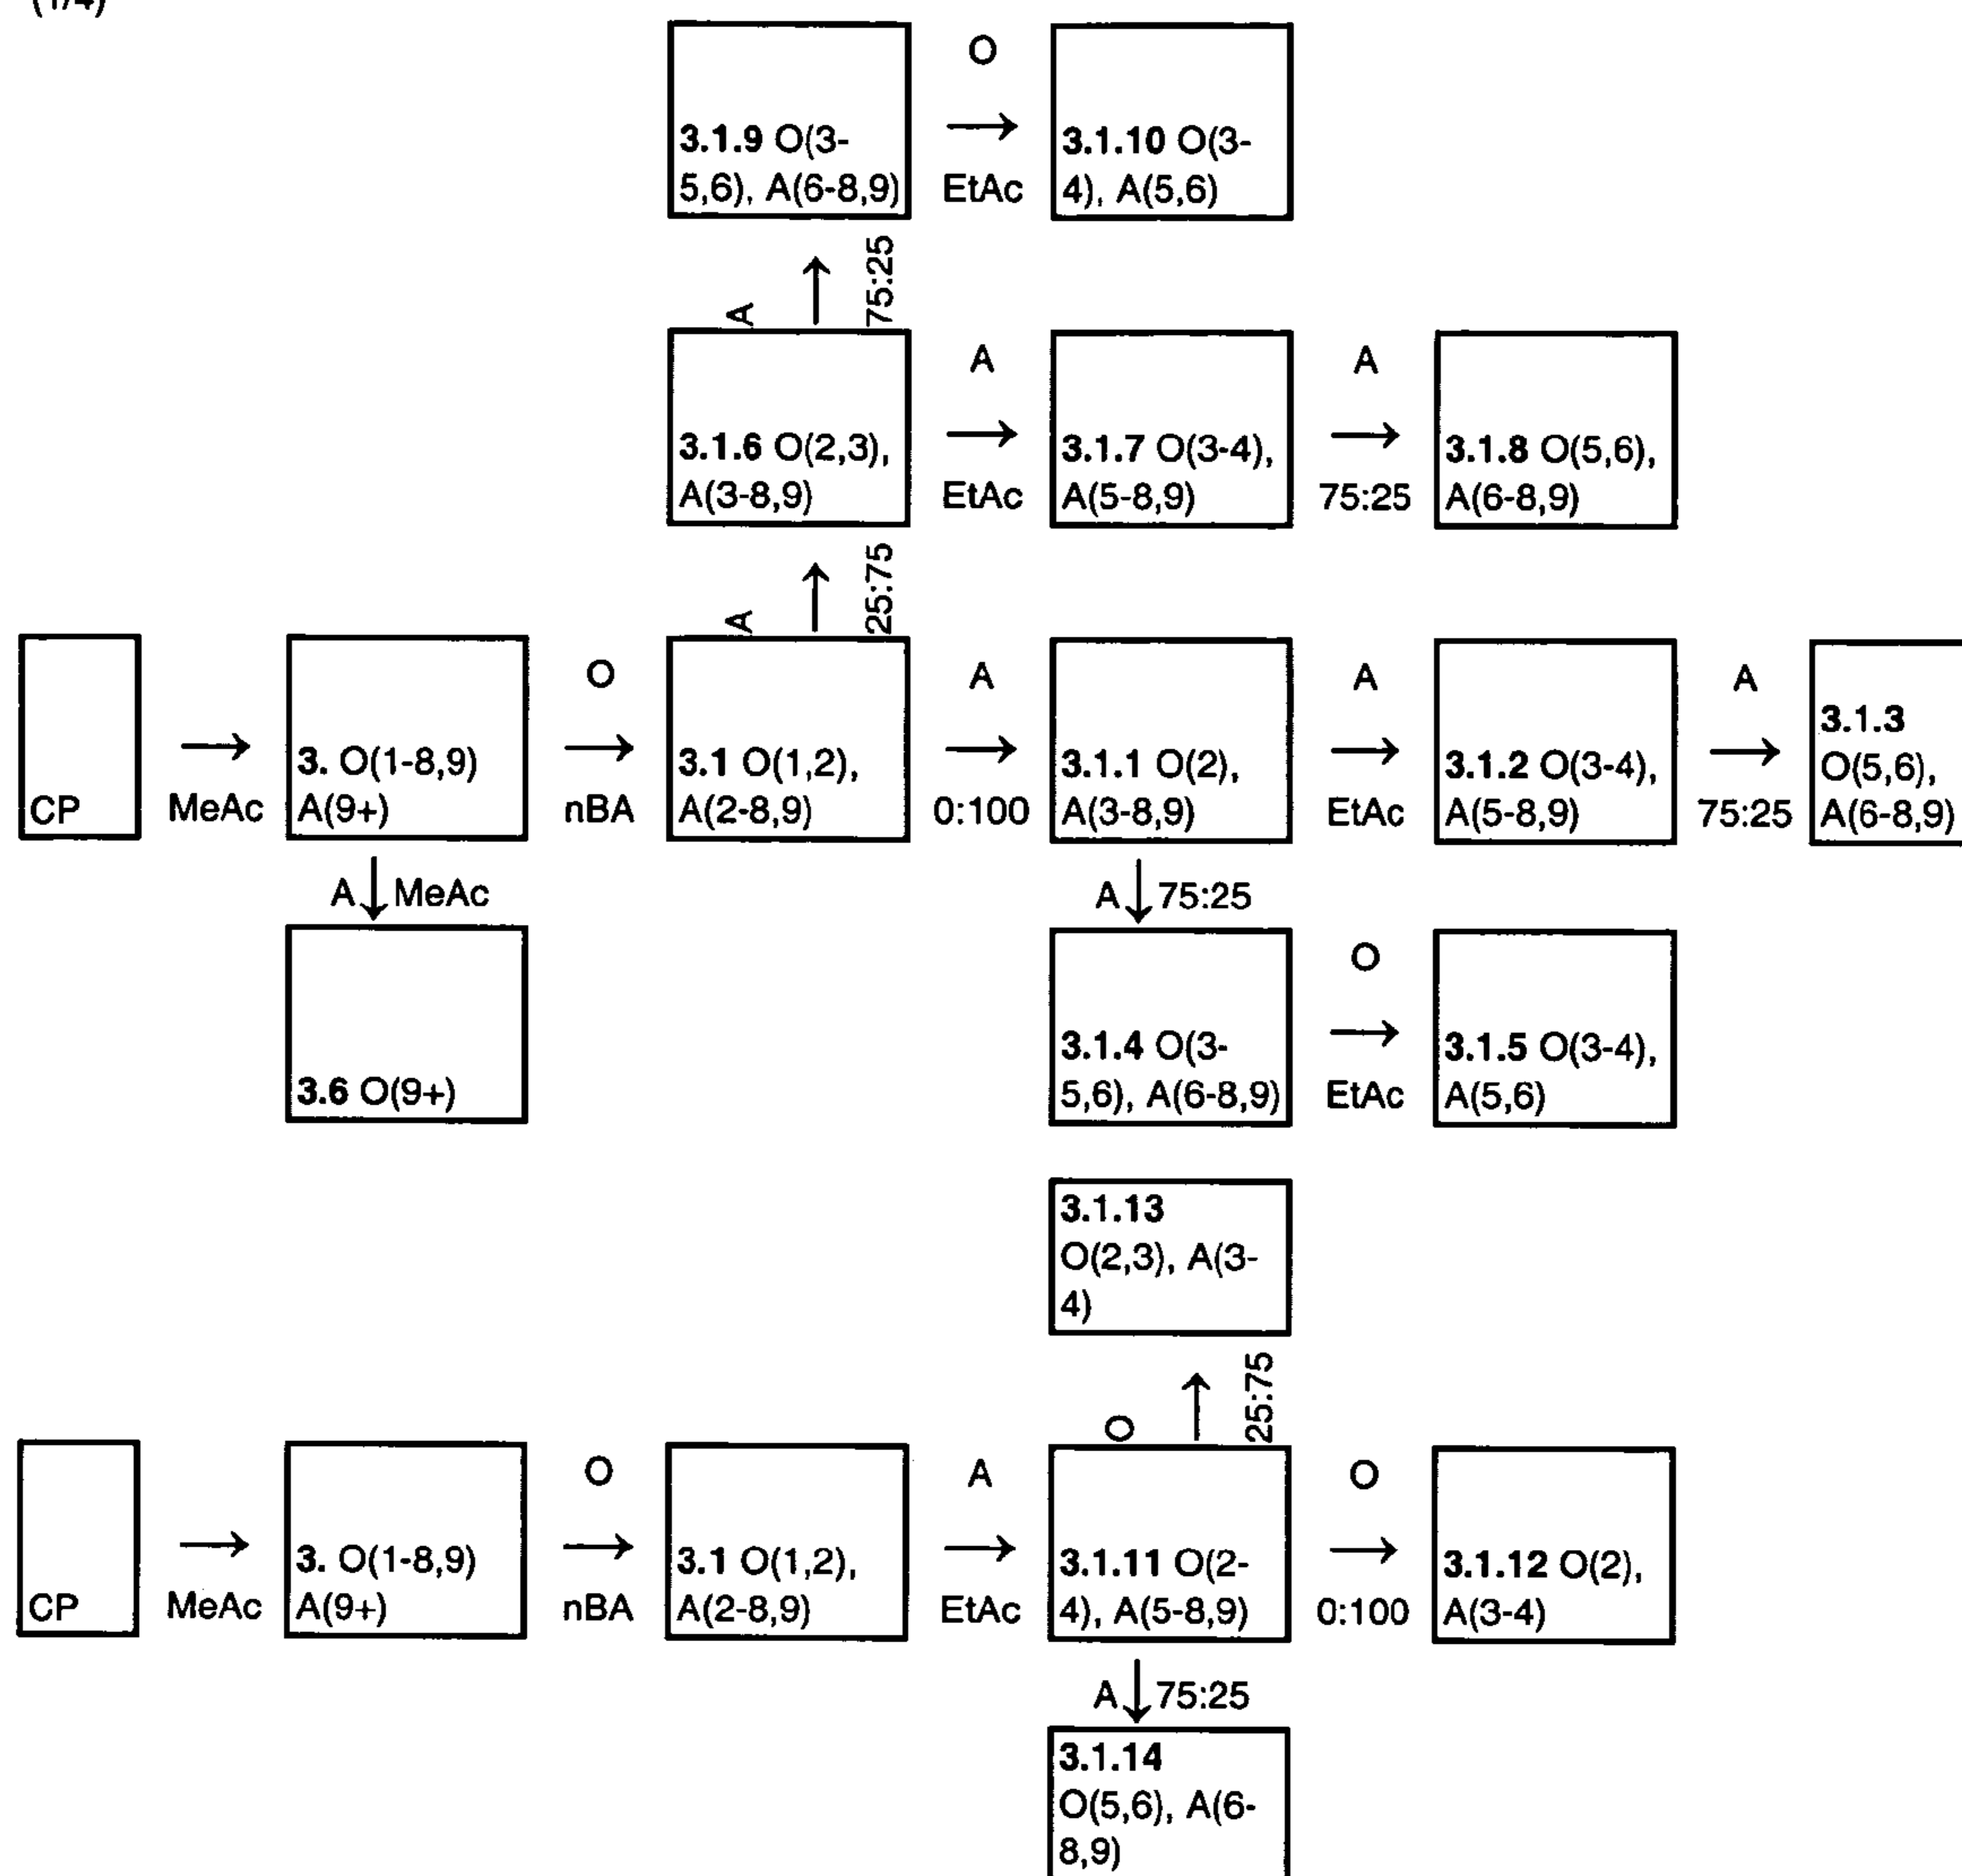 (1/4)
3.1.9 O(3-
5,6), A(6-8,9)
O
EtAc
3.1.10 O(3-
4), A(5,6)
A
75:25
3.1.6 O(2,3),
A(3-8,9)
A
EtAc
3.1.7 O(3-4),
A(5-8,9)
A
75:25
3.1.8 O(5,6),
A(6-8,9)
A
25:75
CP
MeAc
3. O(1-8,9)
A(9+)
O
nBA
3.1 O(1,2),
A(2-8,9)
A
0:100
3.1.1 O(2),
A(3-8,9)
A
EtAc
3.1.2 O(3-4),
A(5-8,9)
A
75:25
3.1.3
O(5,6),
A(6-8,9)
A
MeAc
A
75:25
3.6 O(9+)
3.1.4 O(3-
5,6), A(6-8,9)
O
EtAc
3.1.5 O(3-4),
A(5,6)
3.1.13
O(2,3), A(3-
4)
O
25:75
CP
MeAc
3. O(1-8,9)
A(9+)
O
nBA
3.1 O(1,2),
A(2-8,9)
A
EtAc
3.1.11 O(2-
4), A(5-8,9)
O
0:100
3.1.12 O(2),
A(3-4)
A
75:25
3.1.14
O(5,6), A(6-
8,9)